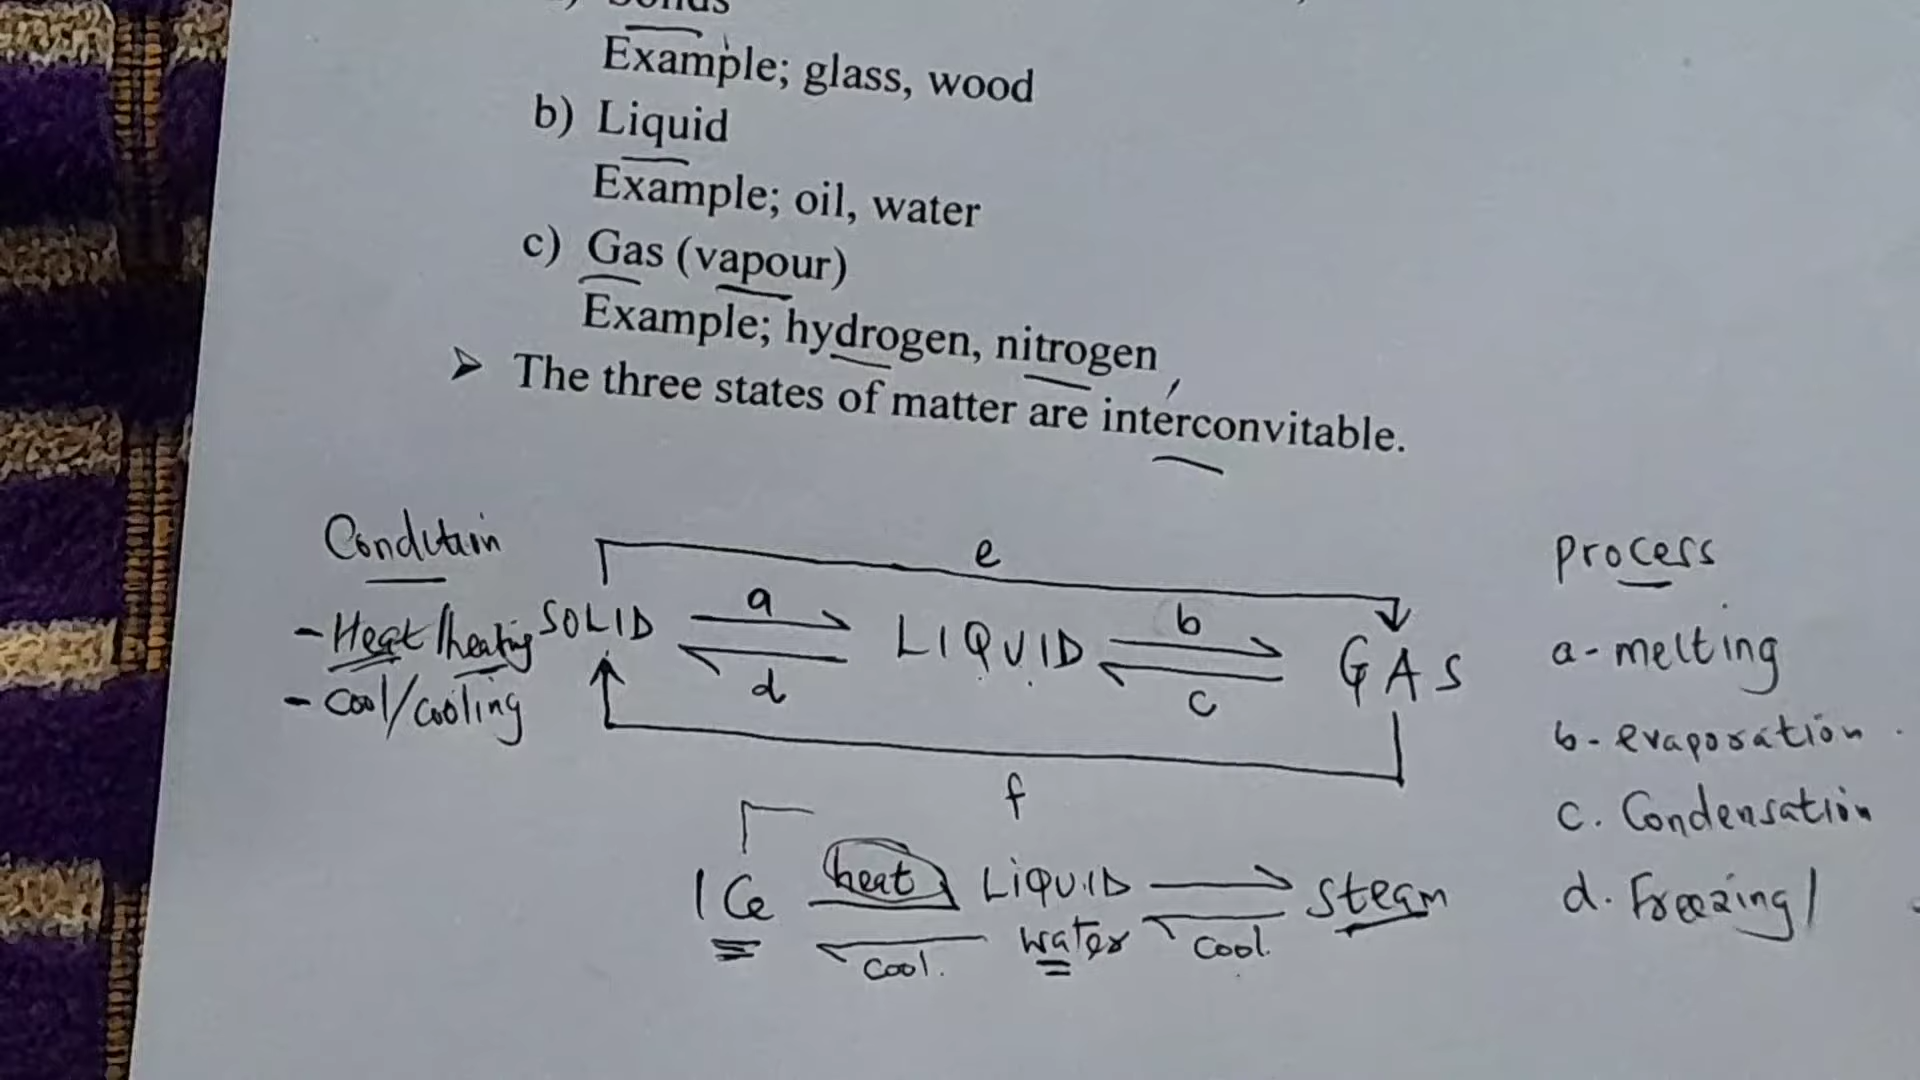 Solids
Example; glass, wood
b) Liquid
Example; oil, water
c) Gas (vapour)
Example; hydrogen, nitrogen
➤ The three states of matter are interconvitable.
Condition
- Heat/heating
- Cool/cooling
e
SOLID a LIQUID b GAS
d c
f
ICe heat LIQUID steam
cool. water cool.
process
a - melting
b - evaporation.
c. Condensation
d. Freezing/